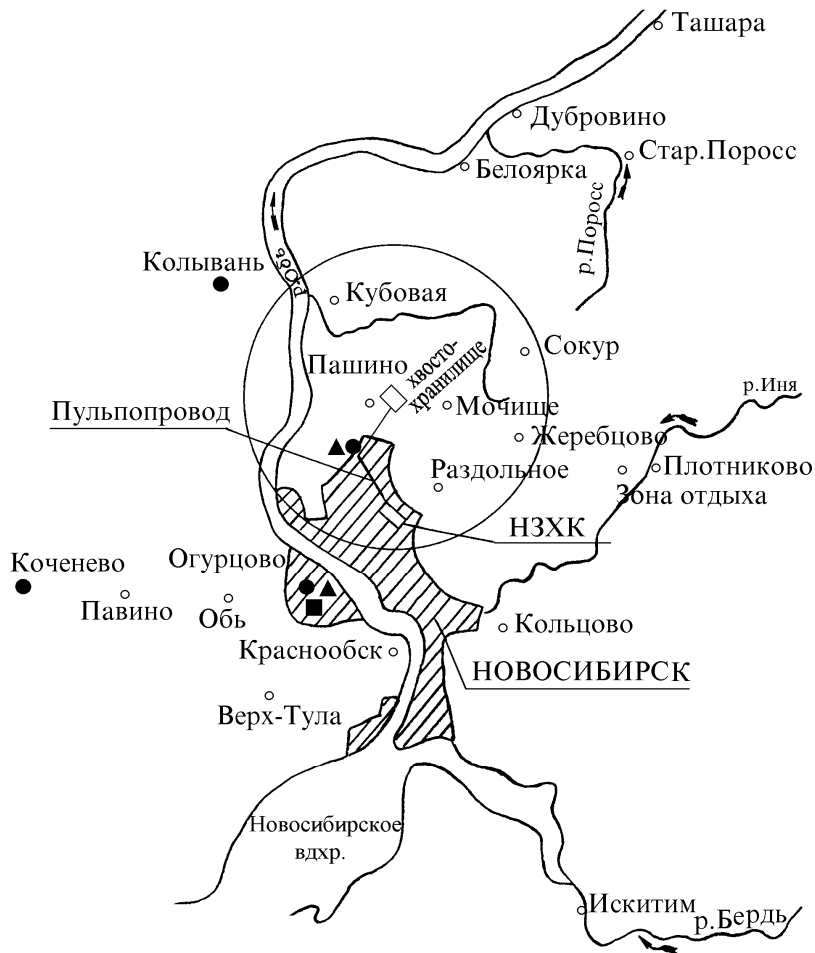 Ташара
Дубровино
Стар.Поросс
Белоярка
р.Поросс
р.Обь
Колывань
Кубовая
Сокур
Пашино
хвосто-
хранилище
р.Иня
Пульпопровод
Мочище
Жеребцово
Раздольное
Плотниково
Зона отдыха
НЗХК
Огурцово
Коченево
Павино
Обь
Кольцово
Краснообск
НОВОСИБИРСК
Верх-Тула
Новосибирское
вдхр.
Искитим
р.Бердь